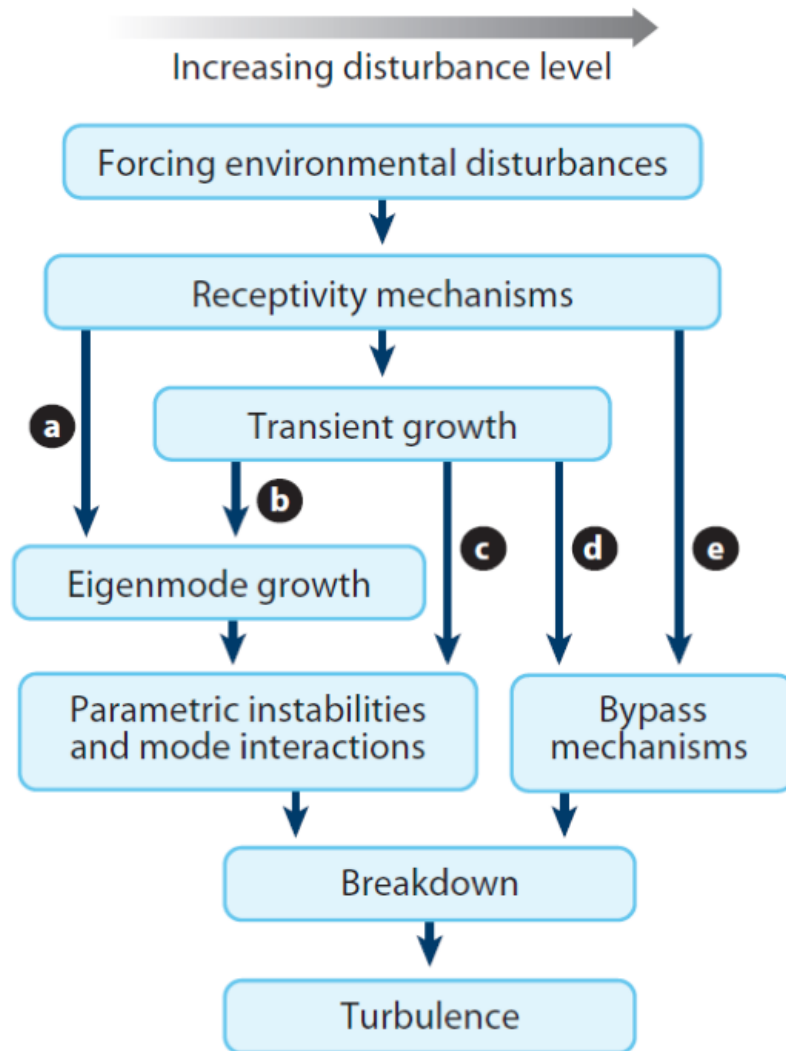 Increasing disturbance level
Forcing environmental disturbances
Receptivity mechanisms
a
Transient growth
b
c
d
e
Eigenmode growth
Parametric instabilities
and mode interactions
Bypass
mechanisms
Breakdown
Turbulence